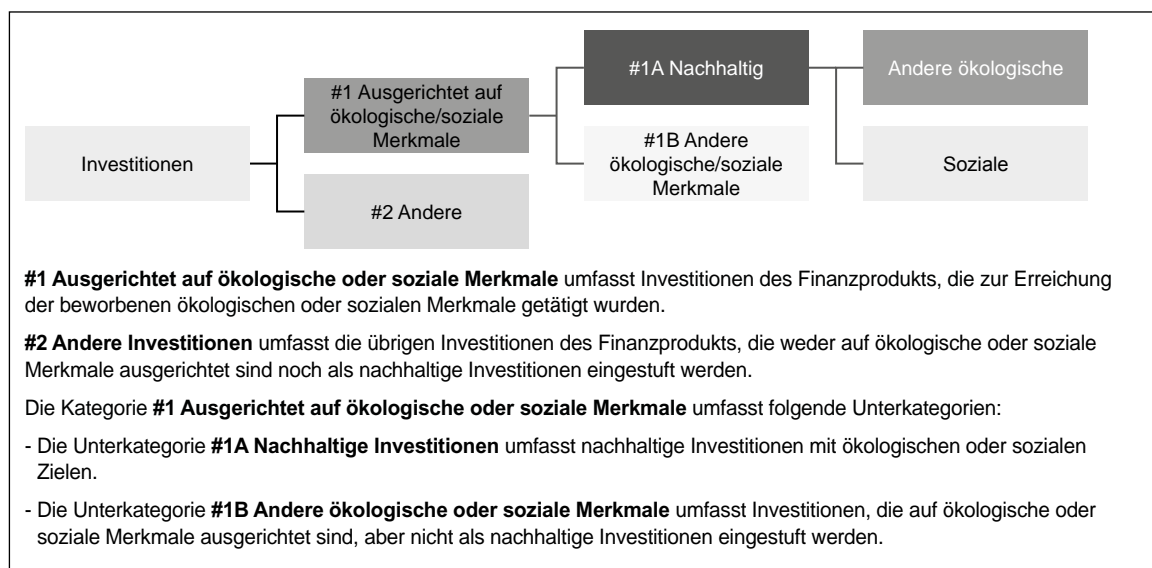 #1A Nachhaltig
Andere ökologische
#1 Ausgerichtet auf
ökologische/soziale
Merkmale
Investitionen
#1B Andere
ökologische/soziale
Merkmale
Soziale
#2 Andere
#1 Ausgerichtet auf ökologische oder soziale Merkmale umfasst Investitionen des Finanzprodukts, die zur Erreichung
der beworbenen ökologischen oder sozialen Merkmale getätigt wurden.
#2 Andere Investitionen umfasst die übrigen Investitionen des Finanzprodukts, die weder auf ökologische oder soziale
Merkmale ausgerichtet sind noch als nachhaltige Investitionen eingestuft werden.
Die Kategorie #1 Ausgerichtet auf ökologische oder soziale Merkmale umfasst folgende Unterkategorien:
- Die Unterkategorie #1A Nachhaltige Investitionen umfasst nachhaltige Investitionen mit ökologischen oder sozialen
Zielen.
- Die Unterkategorie #1B Andere ökologische oder soziale Merkmale umfasst Investitionen, die auf ökologische oder
soziale Merkmale ausgerichtet sind, aber nicht als nachhaltige Investitionen eingestuft werden.